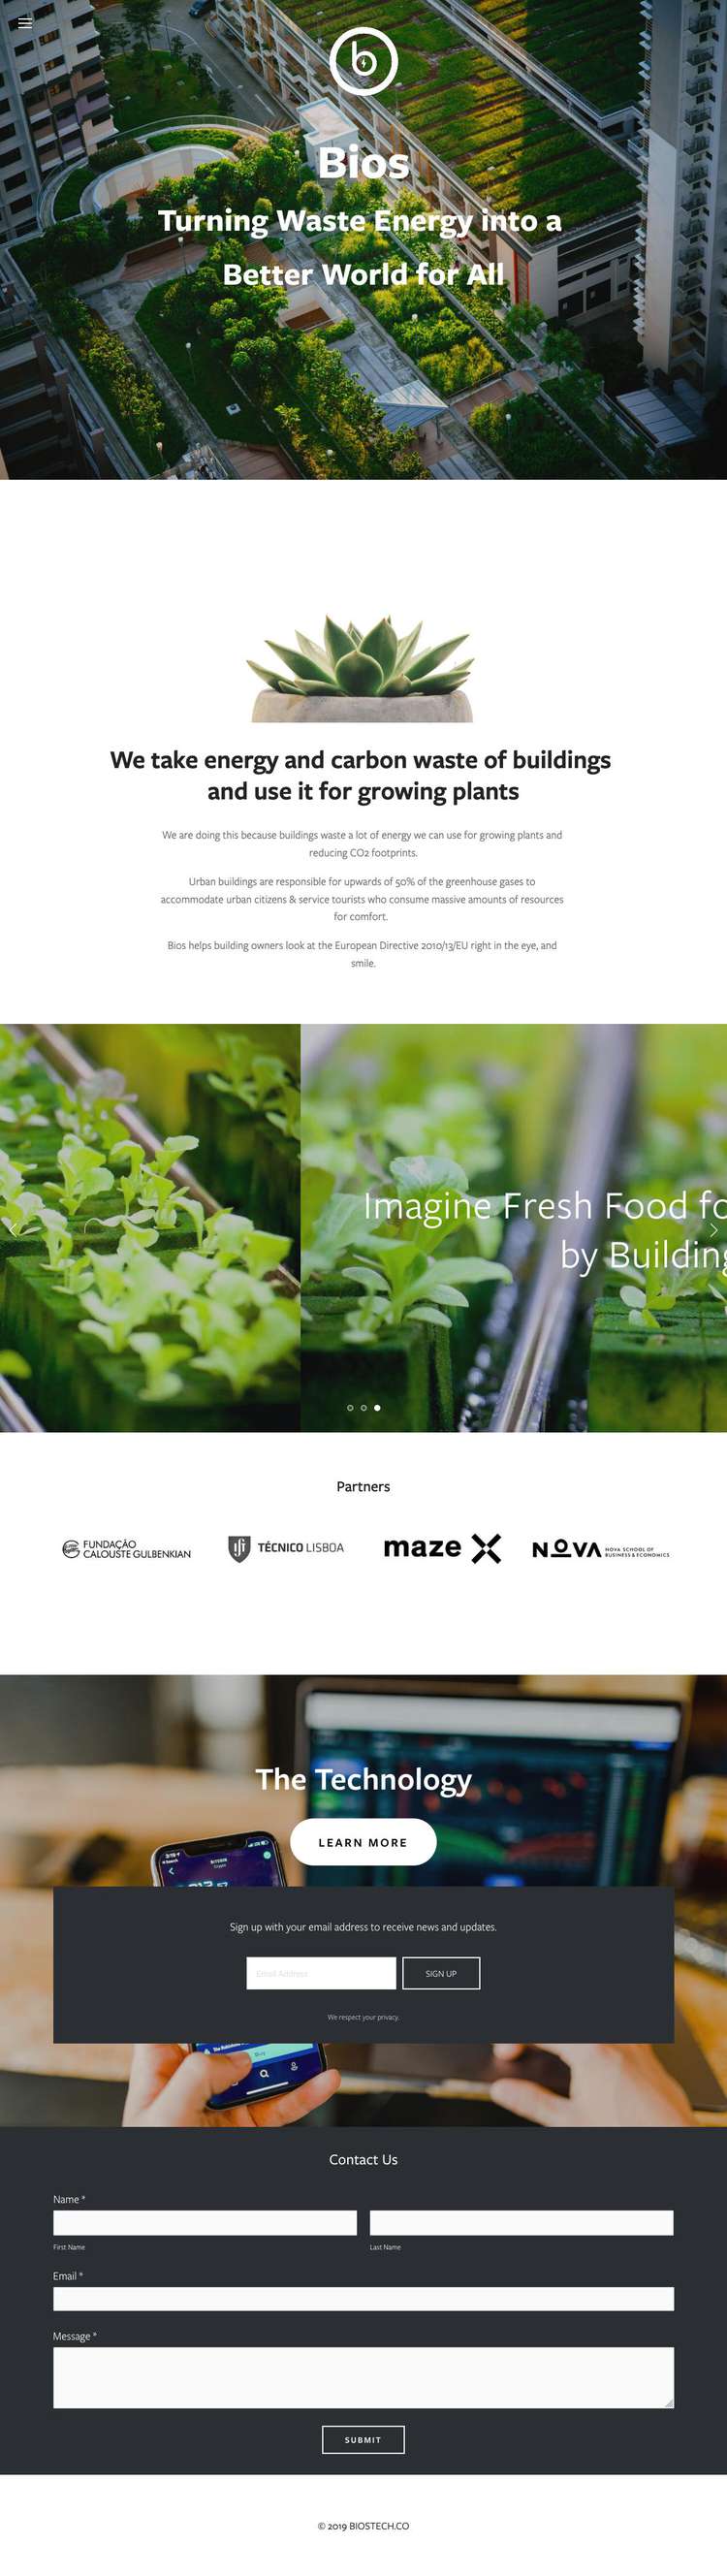 b
Bios
Turning Waste Energy into a
Better World for All
We take energy and carbon waste of buildings
and use it for growing plants
We are doing this because buildings waste a lot of energy we can use for growing plants and
reducing CO2 footprints.
Urban buildings are responsible for upwards of 50% of the greenhouse gases to
accommodate urban citizens & service tourists who consume massive amounts of resources
for comfort.
Bios helps building owners look at the European Directive 2010/13/EU right in the eye, and
smile.
Imagine Fresh Food fo
by Building
Partners
FUNDAÇÃO
CALOUSTE GULBENKIAN
TÉCNICO LISBOA
maze X
NOVA NOVA SCHOOL OF
BUSINESS & ECONOMICS
The Technology
LEARN MORE
Sign up with your email address to receive news and updates.
Email Address
SIGN UP
We respect your privacy.
Buy
Contact Us
Name *
First Name
Last Name
Email *
Message *
SUBMIT
© 2019 BIOSTECH.CO